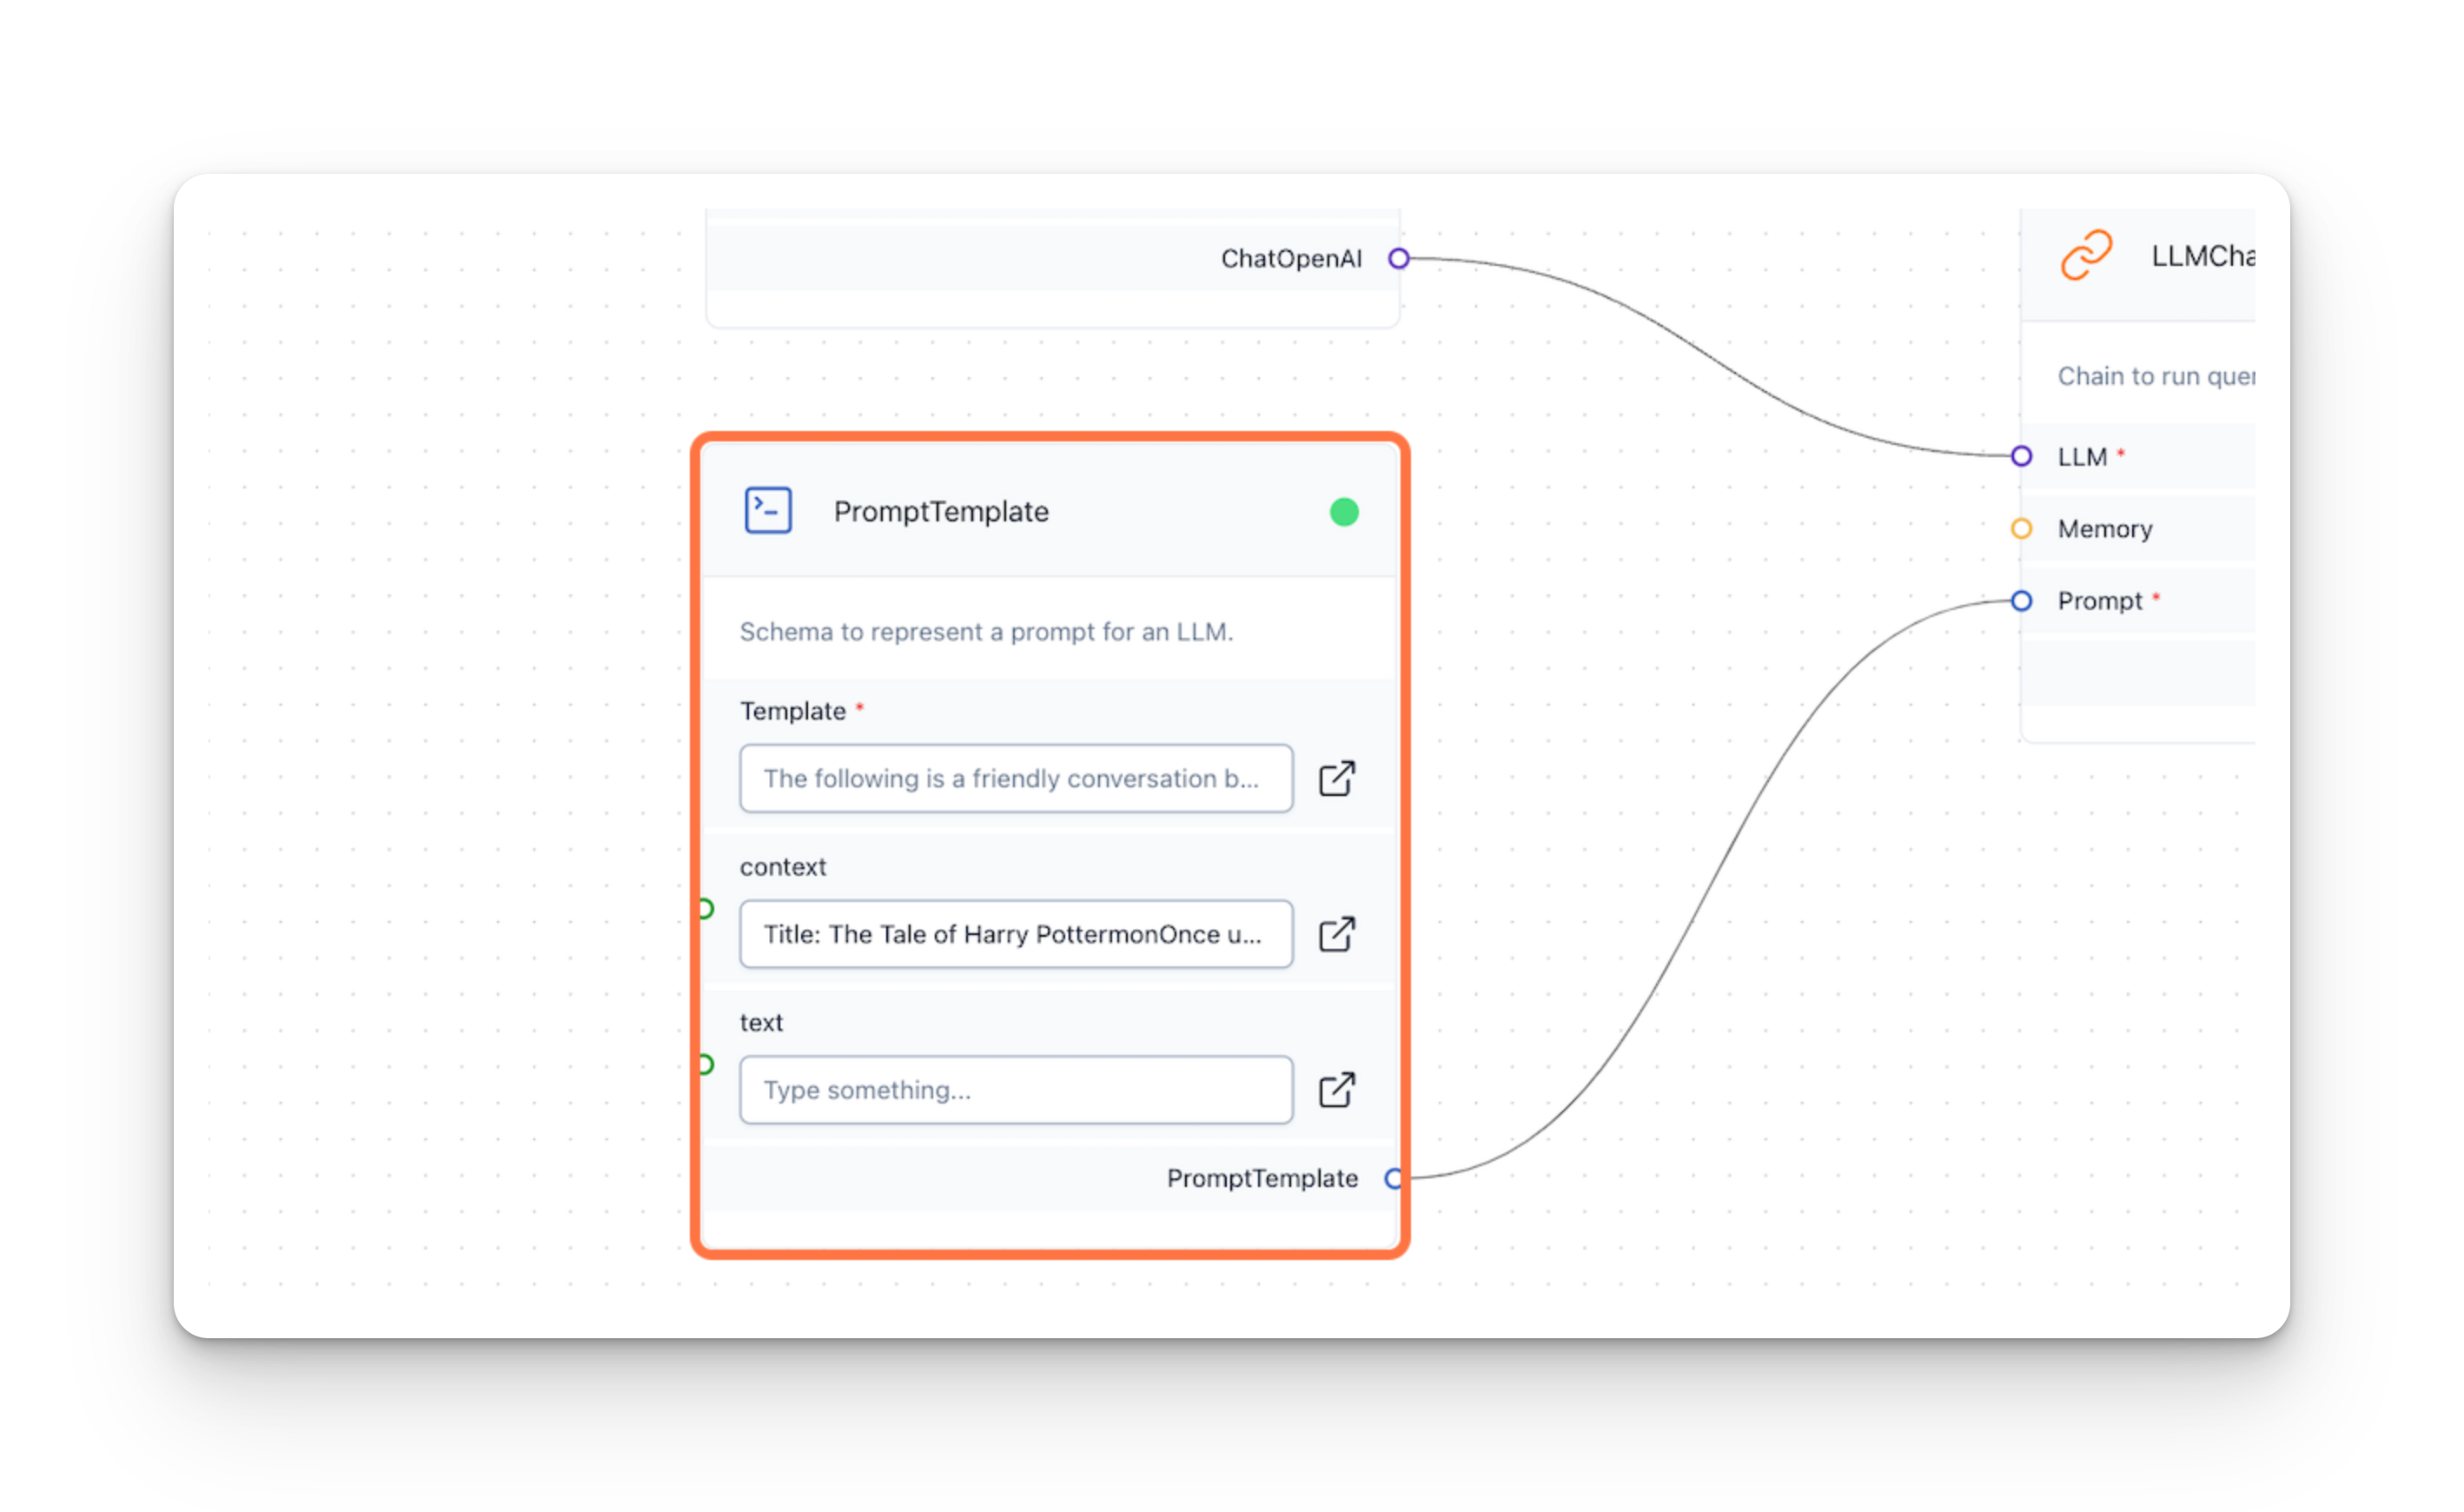 ChatOpenAI
LLMCha
Chain to run quer
LLM *
Memory
Prompt *
PromptTemplate
Schema to represent a prompt for an LLM.
Template *
The following is a friendly conversation b...
context
Title: The Tale of Harry PottermonOnce u...
text
Type something...
PromptTemplate